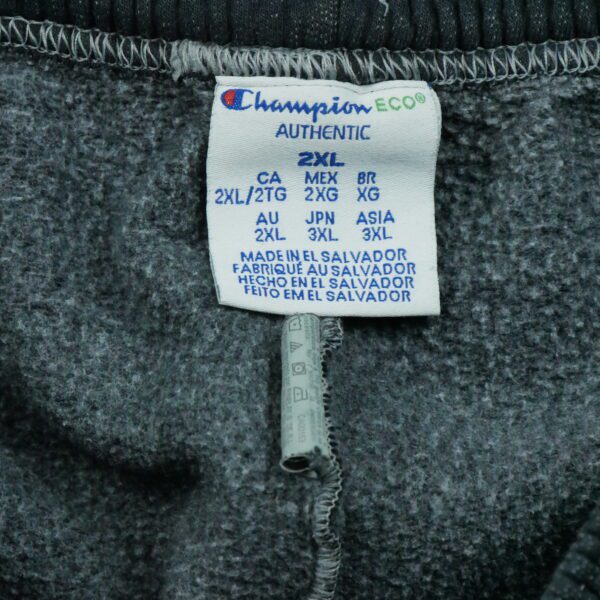 Champion ECO®
AUTHENTIC
2XL
CA MEX BR
2XL/2TG 2XG XG
AU JPN ASIA
2XL 3XL 3XL
MADE IN EL SALVADOR
FABRIQUÉ AU SALVADOR
HECHO EN EL SALVADOR
FEITO EM EL SALVADOR